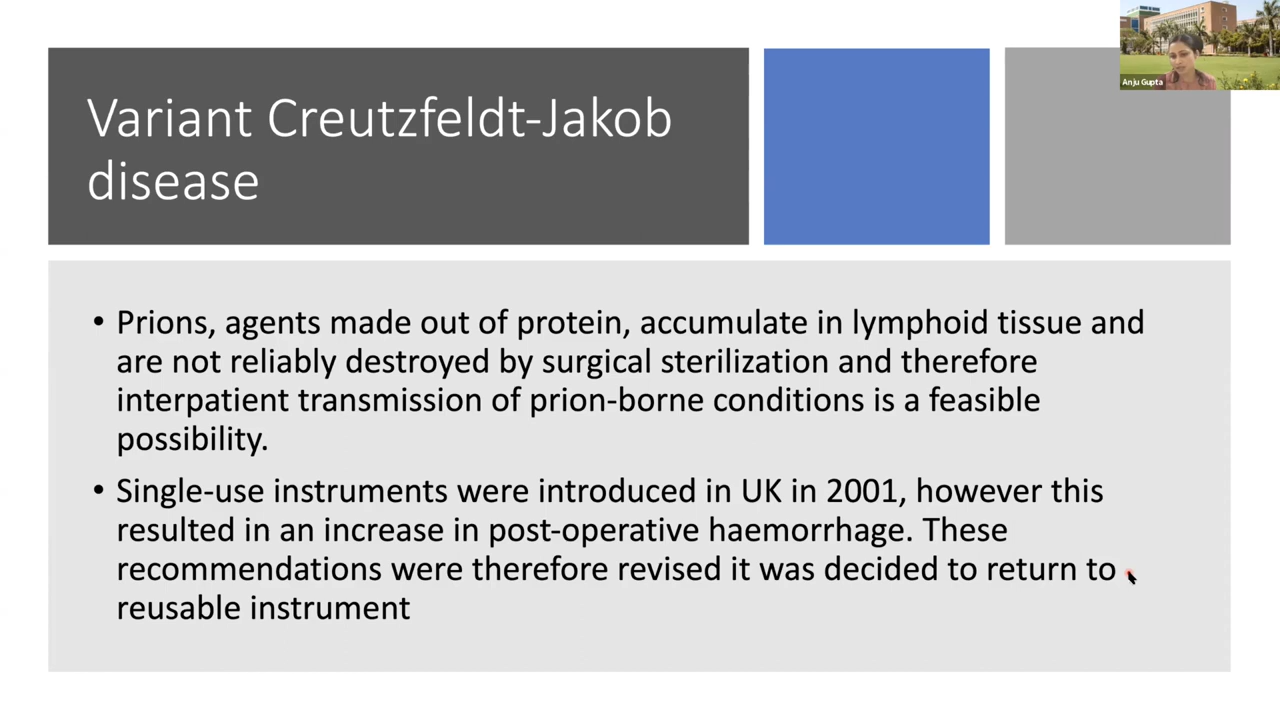 Anju Gupta
Variant Creutzfeldt-Jakob
disease
• Prions, agents made out of protein, accumulate in lymphoid tissue and
are not reliably destroyed by surgical sterilization and therefore
interpatient transmission of prion-borne conditions is a feasible
possibility.
• Single-use instruments were introduced in UK in 2001, however this
resulted in an increase in post-operative haemorrhage. These
recommendations were therefore revised it was decided to return to
reusable instrument